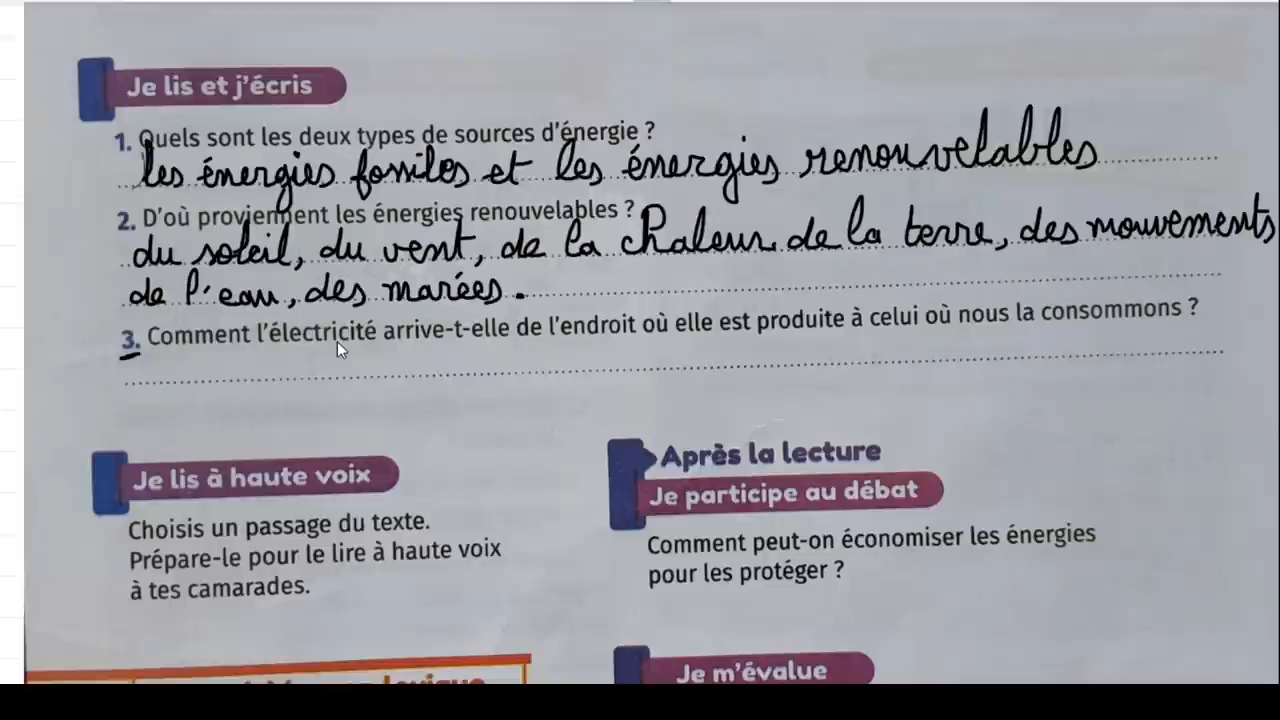 Je lis et j'écris
1. Quels sont les deux types de sources d'énergie ?
les énergies fossiles et les énergies renouvelables
2. D'où proviennent les énergies renouvelables ?
du soleil, du vent, de la chaleur de la terre, des mouvements
de l'eau, des marées.
3. Comment l'électricité arrive-t-elle de l'endroit où elle est produite à celui où nous la consommons ?
Je lis à haute voix
Choisis un passage du texte.
Prépare-le pour le lire à haute voix
à tes camarades.
Après la lecture
Je participe au débat
Comment peut-on économiser les énergies
pour les protéger ?
Je m'évalue